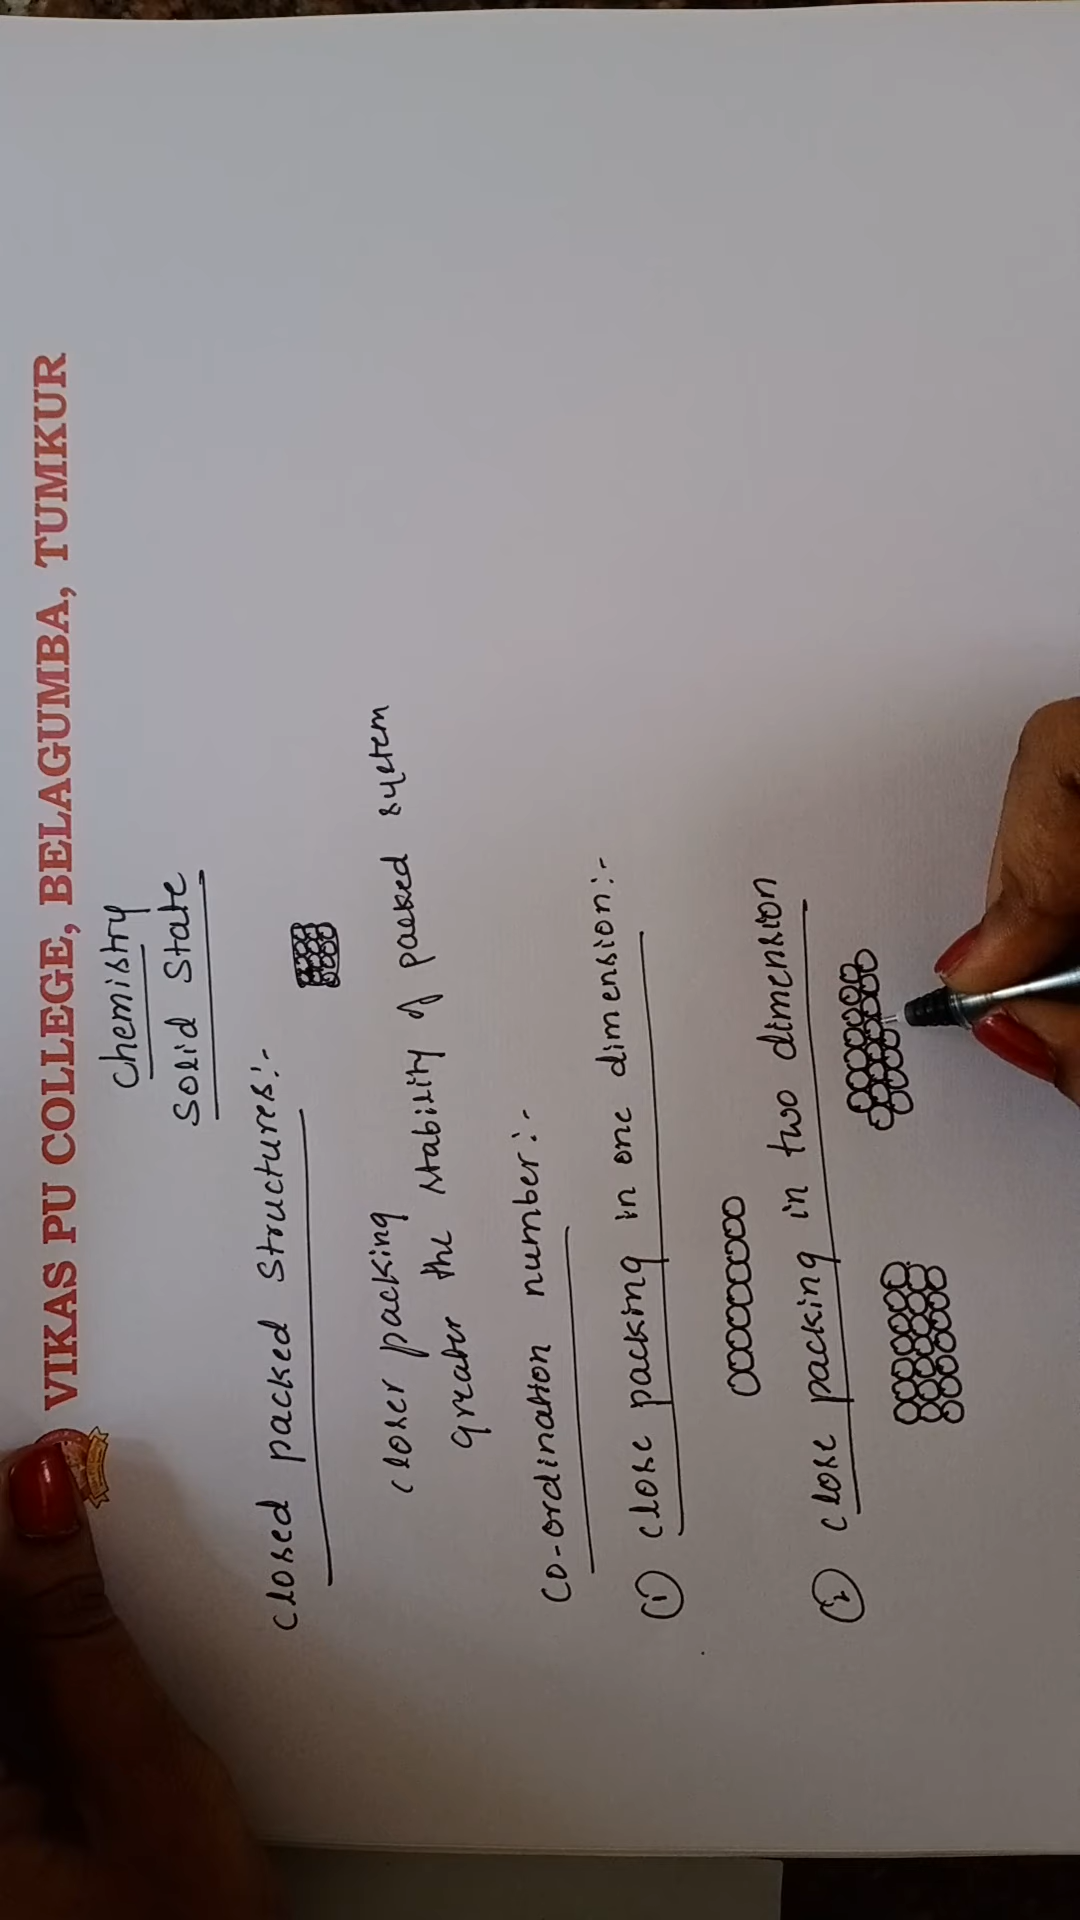 VIKAS PU COLLEGE, BELAGUMBA, TUMKUR
Chemistry
Solid State
Closed packed structures:-
Closer packing
greater the stability of packed system
Co-ordination number:-
① Close packing in one dimension:-
② Close packing in two dimension